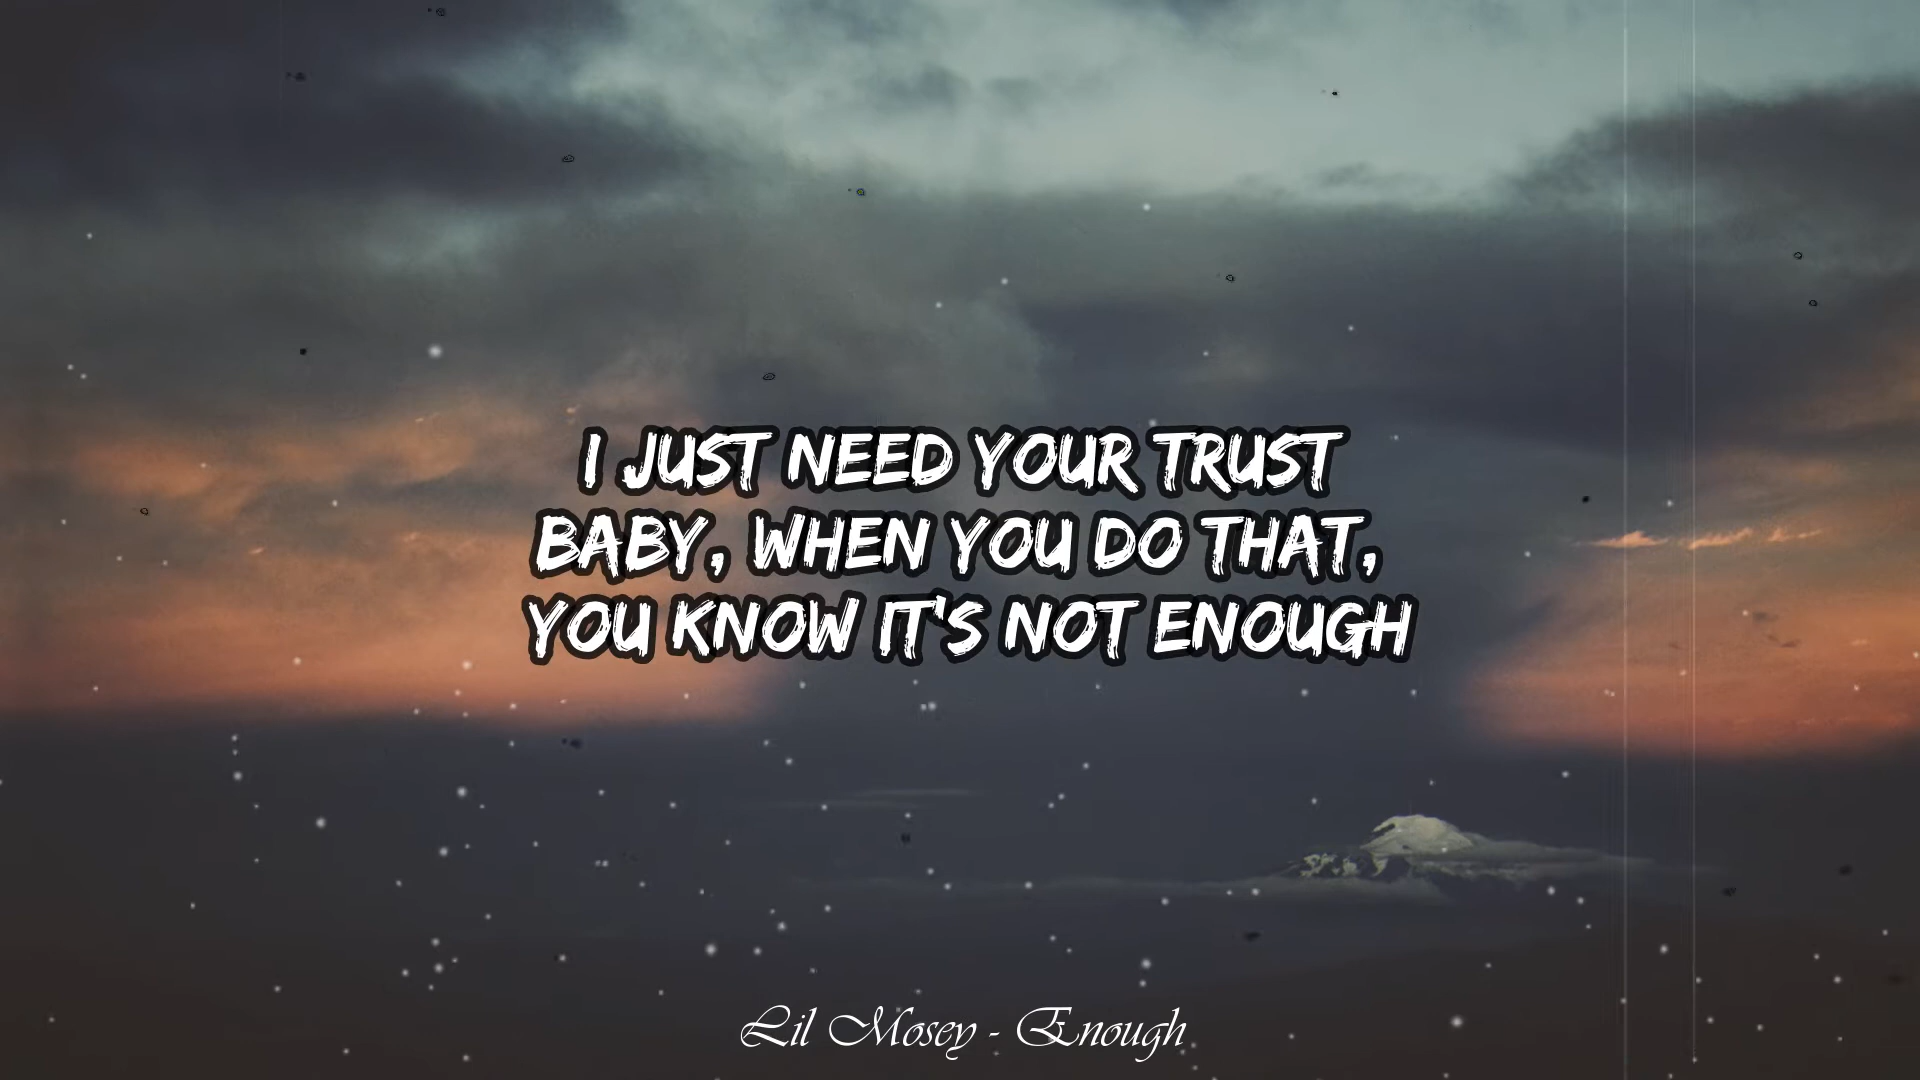 I JUST NEED YOUR TRUST
BABY, WHEN YOU DO THAT,
YOU KNOW IT'S NOT ENOUGH
Lil Mosey - Enough